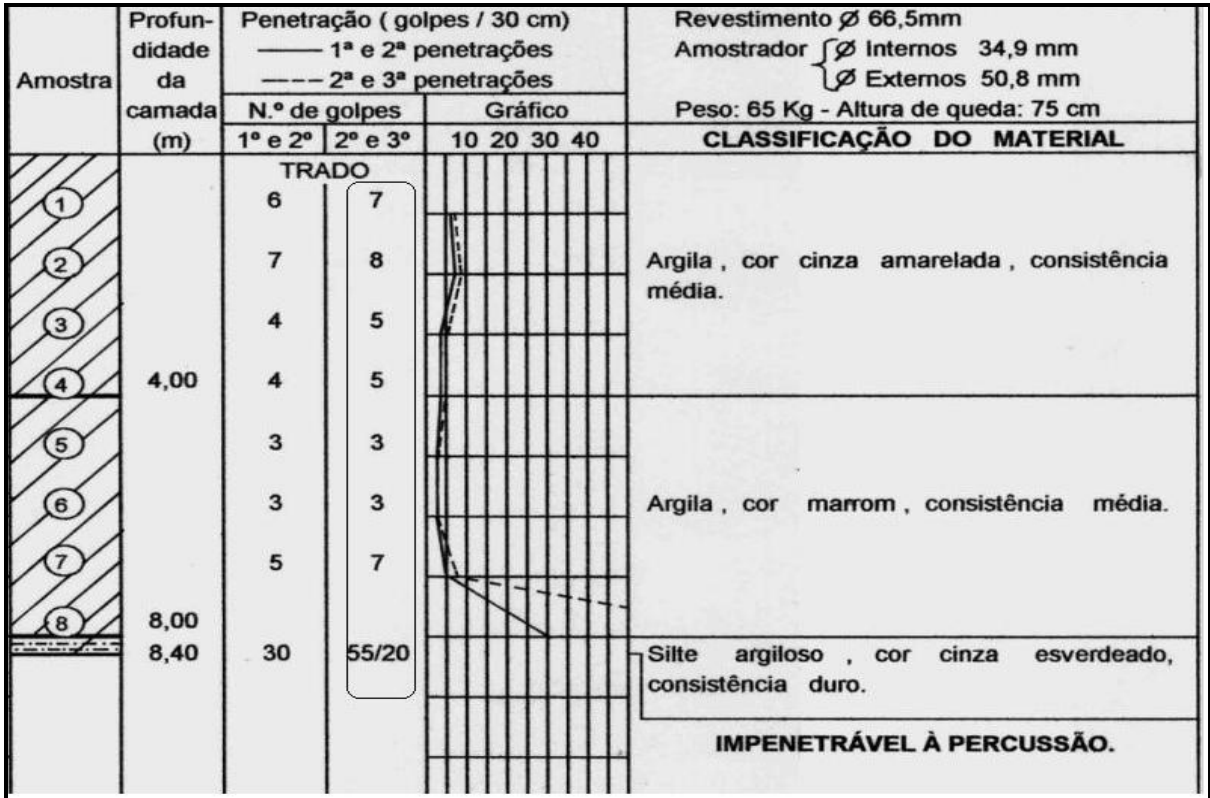 Amostra
Profun-
didade
da
camada
(m)
Penetração ( golpes / 30 cm)
1ª e 2ª penetrações
2ª e 3ª penetrações
N.º de golpes
1º e 2º
2º e 3º
Gráfico
10 20 30 40
Revestimento Ø 66,5mm
Amostrador { Ø Internos 34,9 mm
Ø Externos 50,8 mm
Peso: 65 Kg - Altura de queda: 75 cm
CLASSIFICAÇÃO DO MATERIAL
TRADO
1 6 7
2 7 8
Argila , cor cinza amarelada , consistência
média.
3 4 5
4 4,00 4 5
5 3 3
6 3 3
Argila , cor marrom , consistência média.
7 5 7
8 8,00
8,40 30 55/20
Silte argiloso , cor cinza esverdeado,
consistência duro.
IMPENETRÁVEL À PERCUSSÃO.